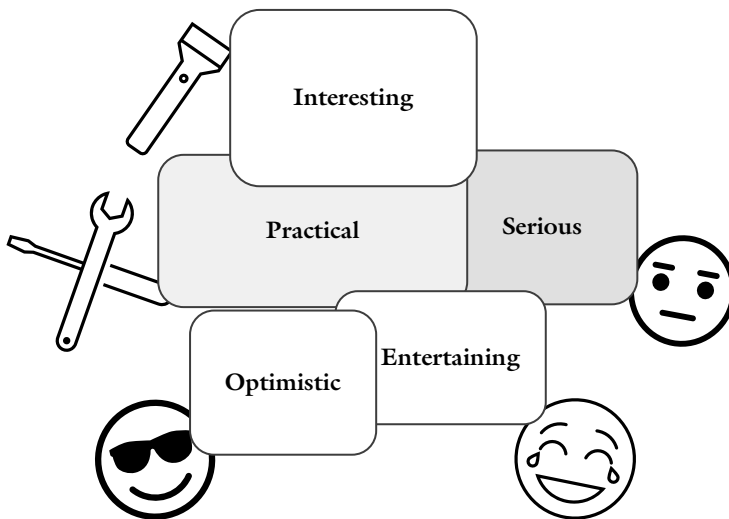 Interesting
Practical
Serious
Entertaining
Optimistic